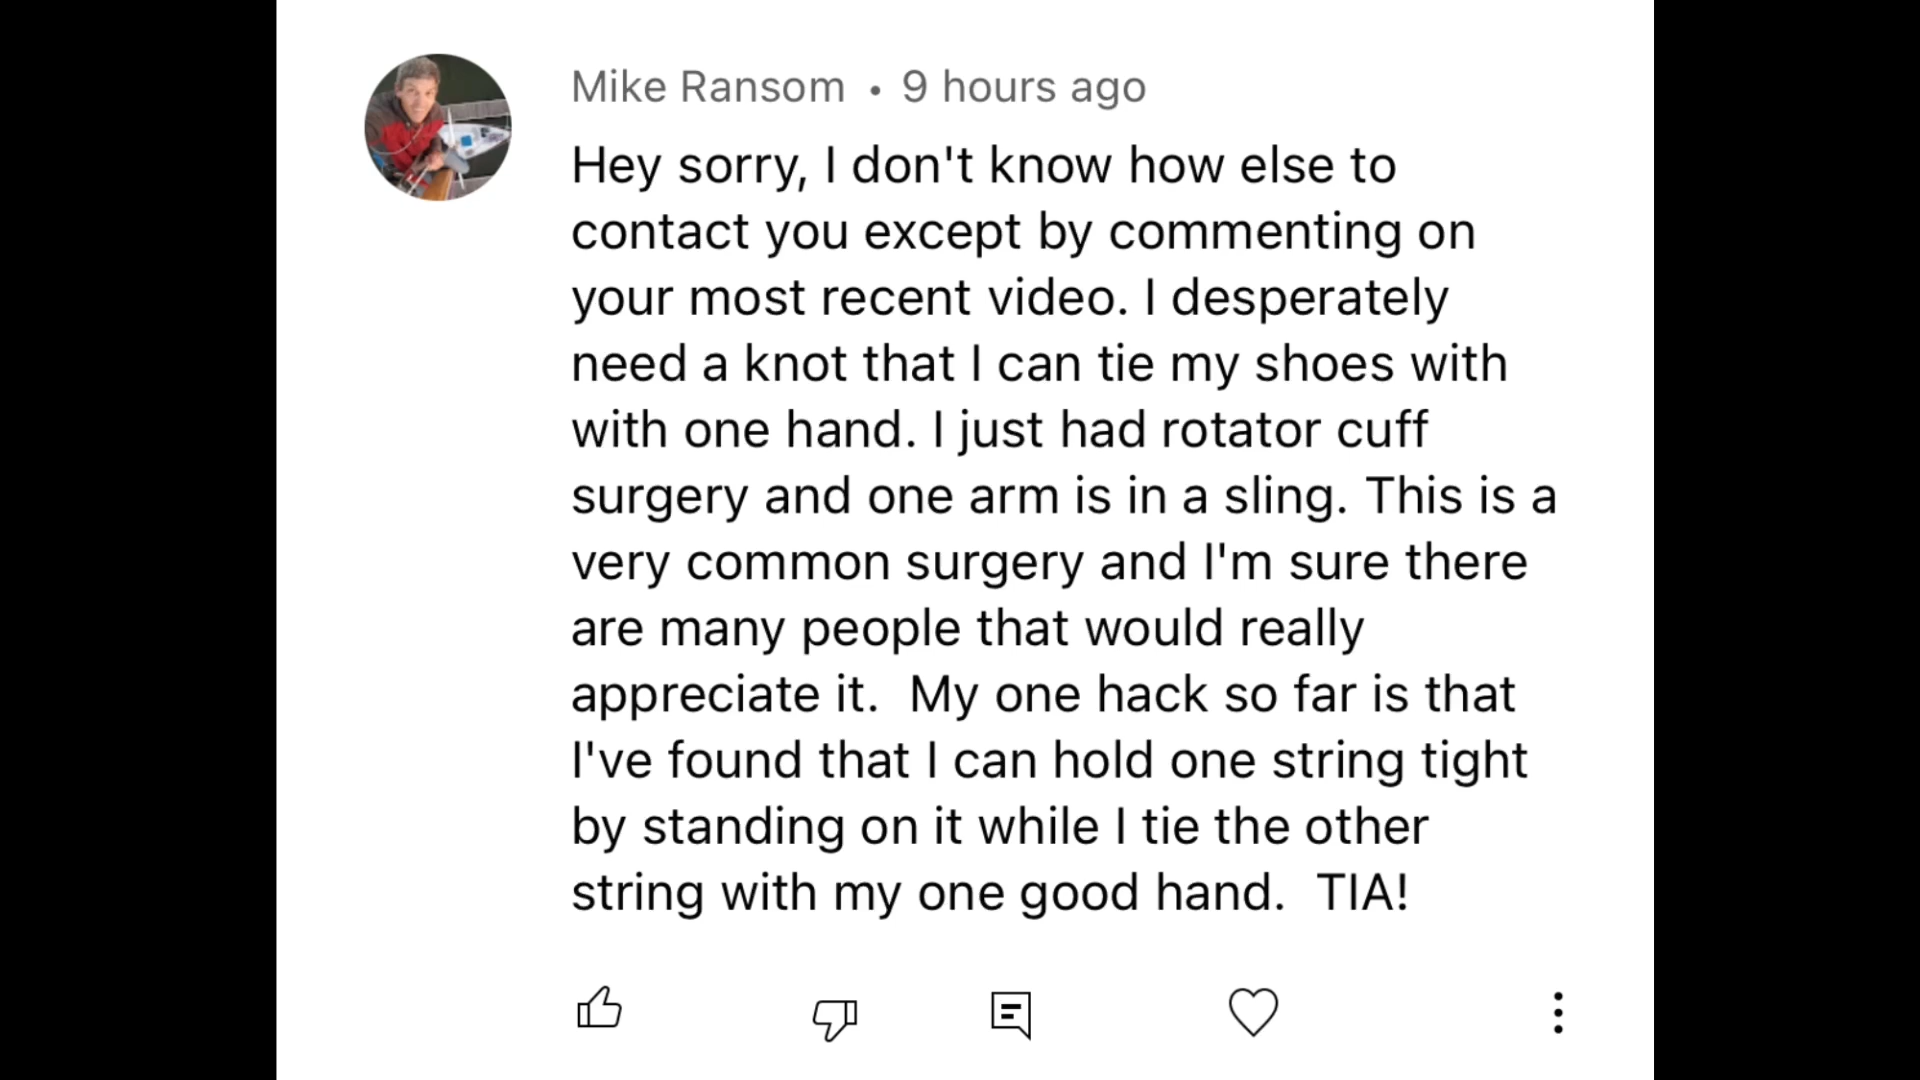 Mike Ransom • 9 hours ago
Hey sorry, I don't know how else to
contact you except by commenting on
your most recent video. I desperately
need a knot that I can tie my shoes with
with one hand. I just had rotator cuff
surgery and one arm is in a sling. This is a
very common surgery and I'm sure there
are many people that would really
appreciate it.  My one hack so far is that
I've found that I can hold one string tight
by standing on it while I tie the other
string with my one good hand.  TIA!